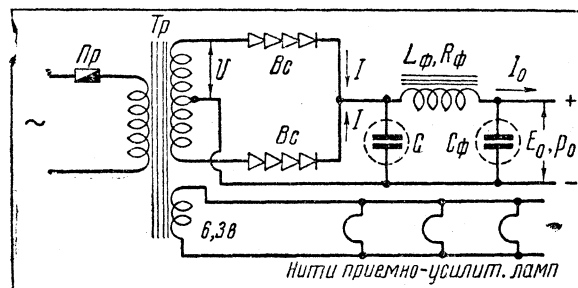 Пр
Тр
U
Вс
Вс
I
I
Lф, Rф
I₀
C
Cф
E₀, p₀
+
−
~
6,3в
Нити приемно-усилит. ламп